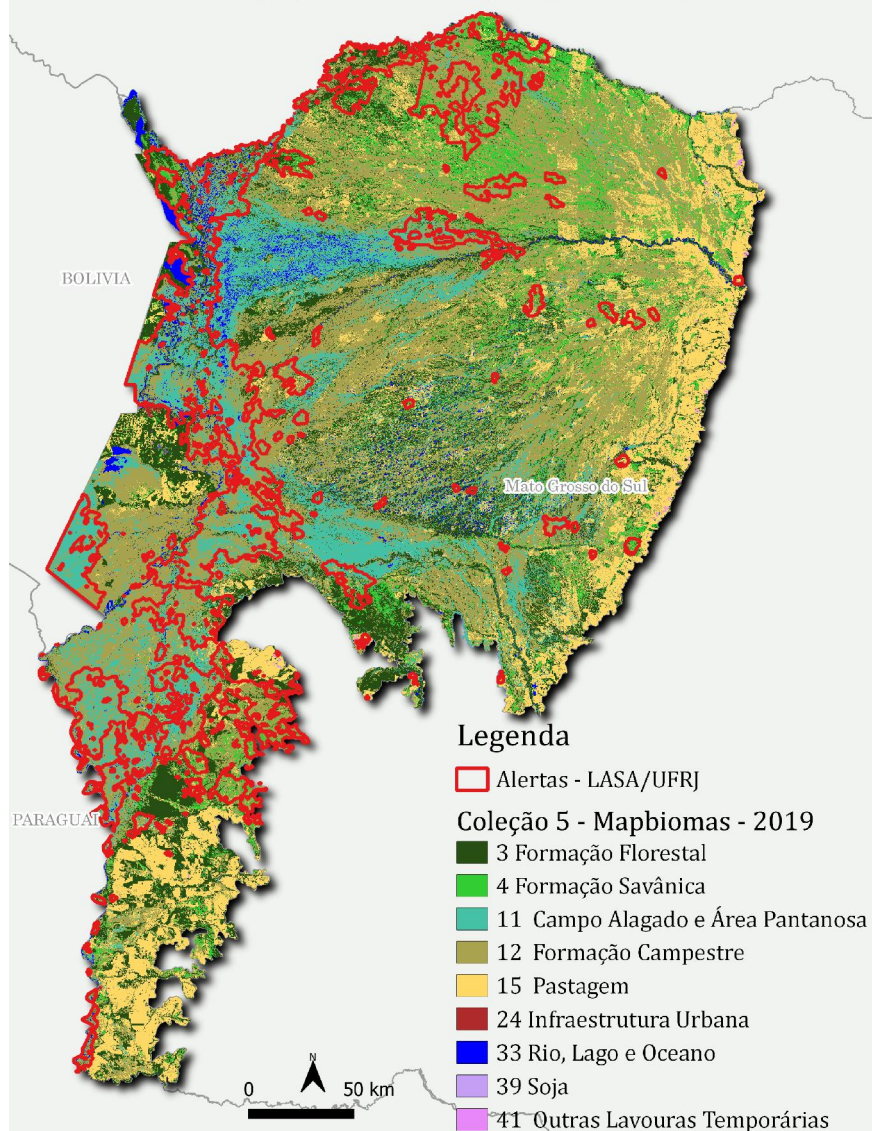 BOLIVIA
Mato Grosso do Sul
PARAGUAI
Legenda
Alertas - LASA/UFRJ
Coleção 5 - Mapbiomas - 2019
3 Formação Florestal
4 Formação Savânica
11 Campo Alagado e Área Pantanosa
12 Formação Campestre
15 Pastagem
24 Infraestrutura Urbana
33 Rio, Lago e Oceano
39 Soja
41 Outras Lavouras Temporárias
N
0 50 km